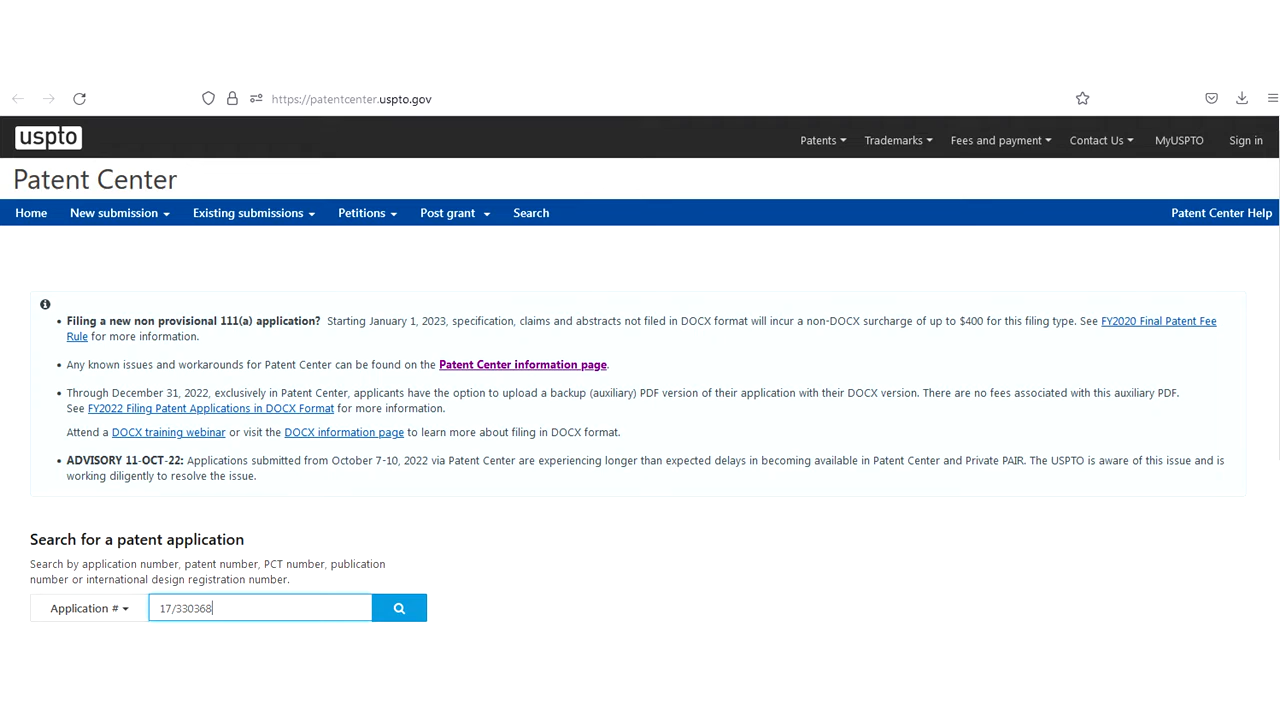 https://patentcenter.uspto.gov
uspto
Patents Trademarks Fees and payment Contact Us MyUSPTO Sign in
Patent Center
Home New submission Existing submissions Petitions Post grant Search Patent Center Help
• Filing a new non provisional 111(a) application? Starting January 1, 2023, specification, claims and abstracts not filed in DOCX format will incur a non-DOCX surcharge of up to $400 for this filing type. See FY2020 Final Patent Fee
Rule for more information.
• Any known issues and workarounds for Patent Center can be found on the Patent Center information page.
• Through December 31, 2022, exclusively in Patent Center, applicants have the option to upload a backup (auxiliary) PDF version of their application with their DOCX version. There are no fees associated with this auxiliary PDF.
See FY2022 Filing Patent Applications in DOCX Format for more information.
Attend a DOCX training webinar or visit the DOCX information page to learn more about filing in DOCX format.
• ADVISORY 11-OCT-22: Applications submitted from October 7-10, 2022 via Patent Center are experiencing longer than expected delays in becoming available in Patent Center and Private PAIR. The USPTO is aware of this issue and is
working diligently to resolve the issue.
Search for a patent application
Search by application number, patent number, PCT number, publication
number or international design registration number.
Application # 17/330368